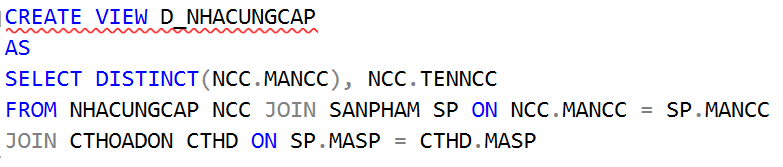 CREATE VIEW D_NHACUNGCAP
AS
SELECT DISTINCT(NCC.MANCC), NCC.TENNCC
FROM NHACUNGCAP NCC JOIN SANPHAM SP ON NCC.MANCC = SP.MANCC
JOIN CTHOADON CTHD ON SP.MASP = CTHD.MASP